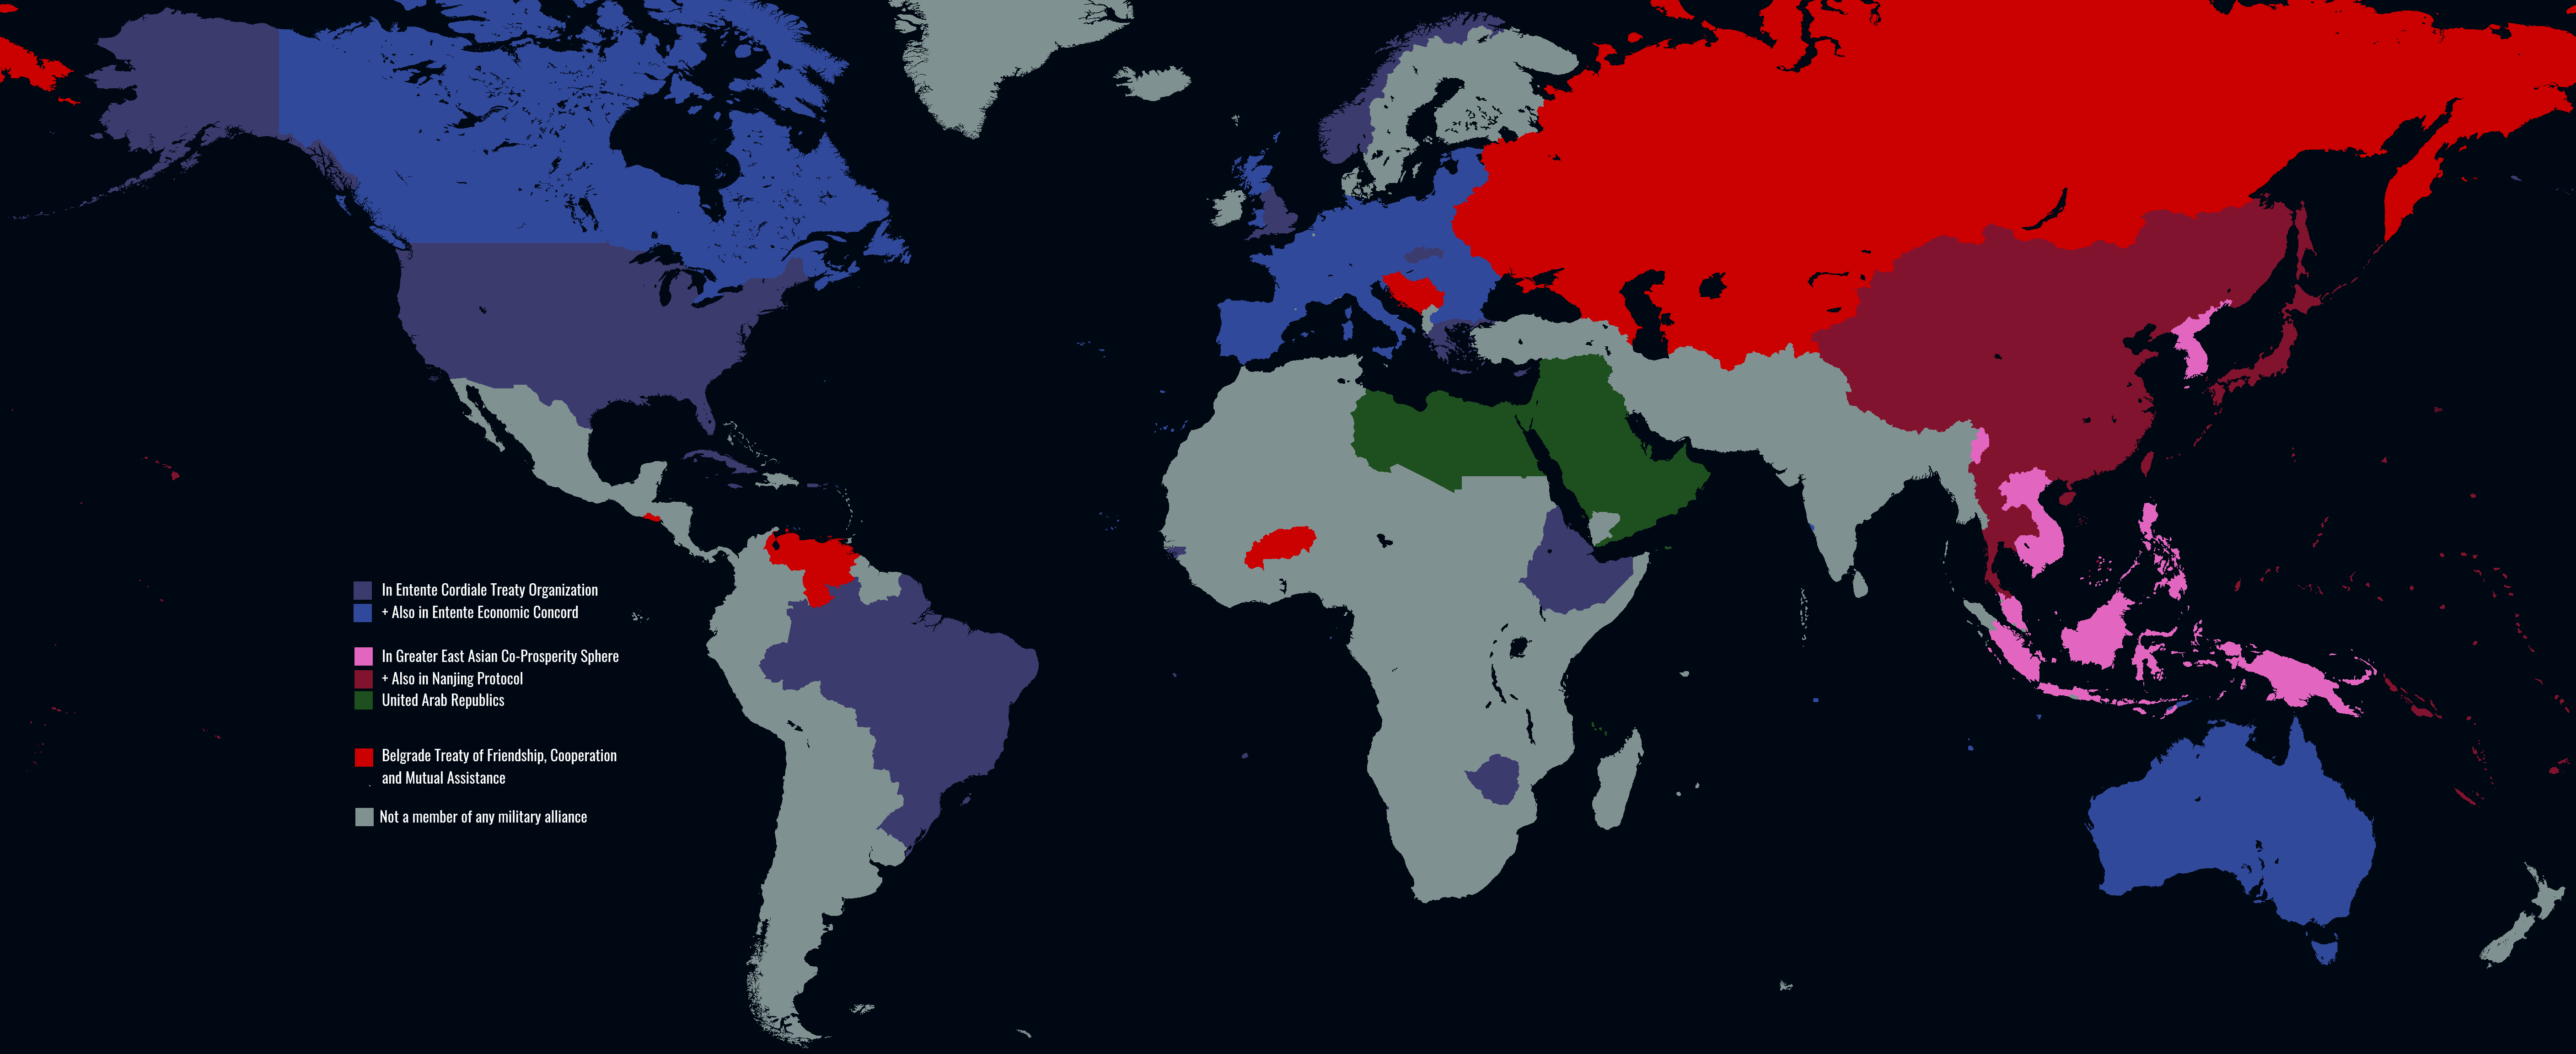 In Entente Cordiale Treaty Organization
+ Also in Entente Economic Concord
In Greater East Asian Co-Prosperity Sphere
+ Also in Nanjing Protocol
United Arab Republics
Belgrade Treaty of Friendship, Cooperation
and Mutual Assistance
Not a member of any military alliance